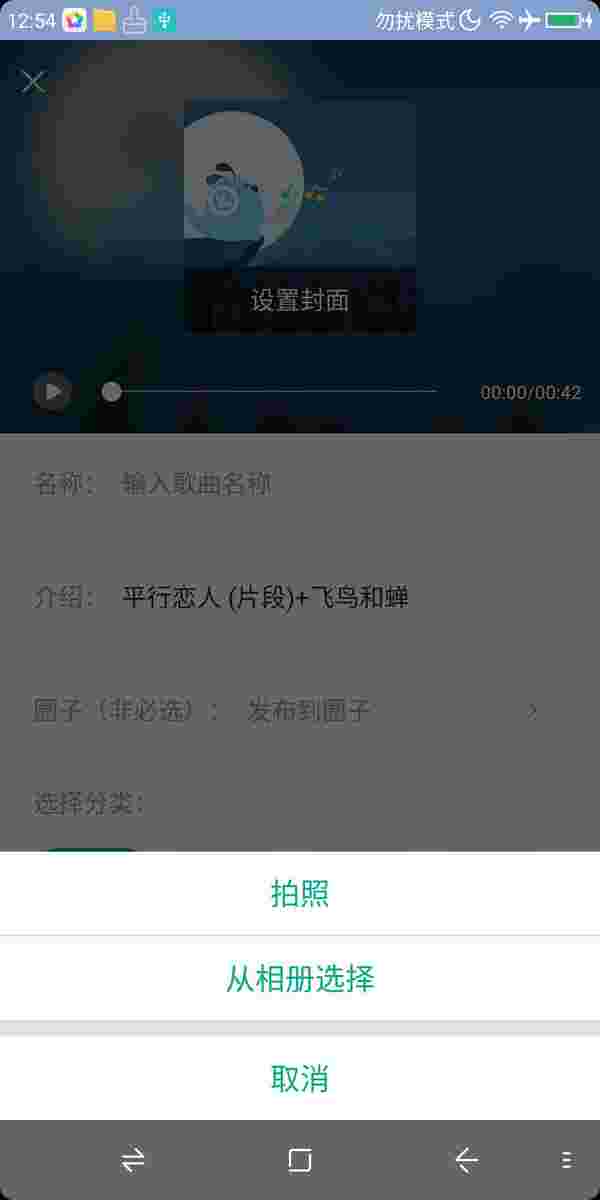 12:54 勿扰模式
设置封面
00:00/00:42
名称： 输入歌曲名称
介绍： 平行恋人 (片段)+飞鸟和蝉
圈子（非必选）： 发布到圈子
选择分类：
拍照
从相册选择
取消